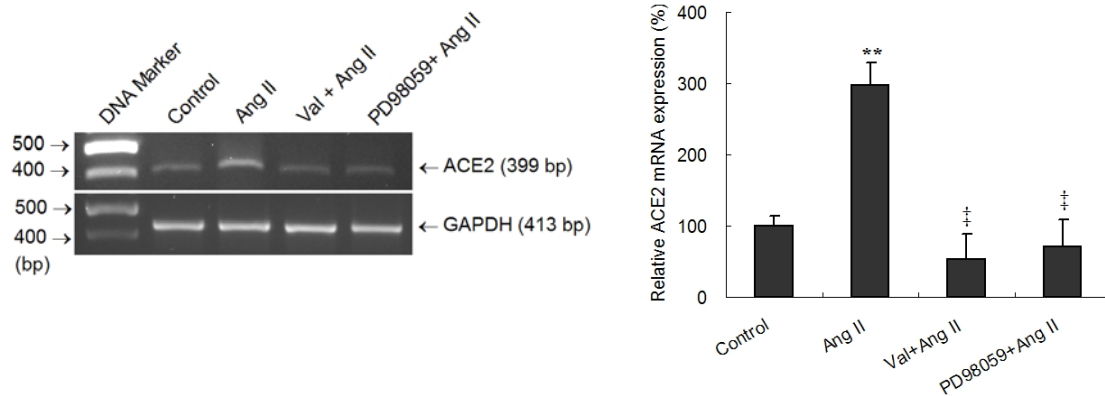 DNA Marker
Control
Ang II
Val + Ang II
PD98059+ Ang II
500 →
400 →
← ACE2 (399 bp)
500 →
400 →
← GAPDH (413 bp)
(bp)
Relative ACE2 mRNA expression (%)
400
300
200
100
0
**
‡
‡
Control
Ang II
Val+Ang II
PD98059+Ang II